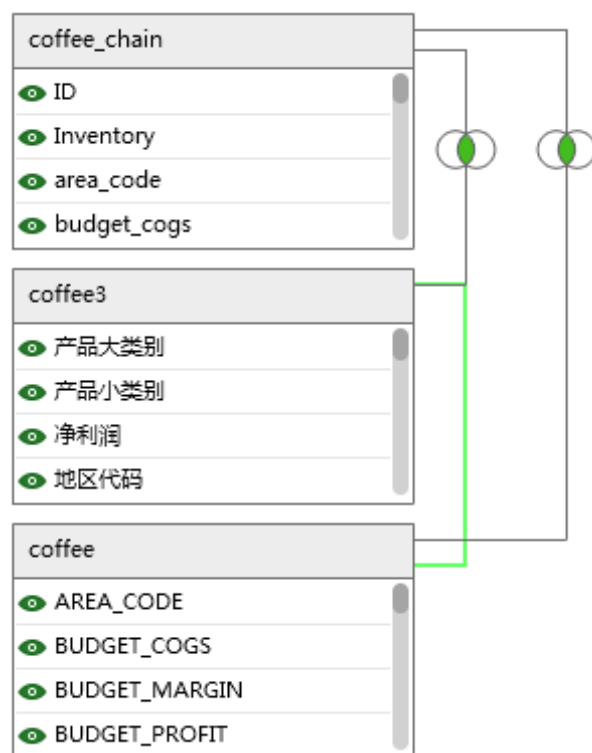 coffee_chain
ID
Inventory
area_code
budget_cogs
coffee3
产品大类别
产品小类别
净利润
地区代码
coffee
AREA_CODE
BUDGET_COGS
BUDGET_MARGIN
BUDGET_PROFIT